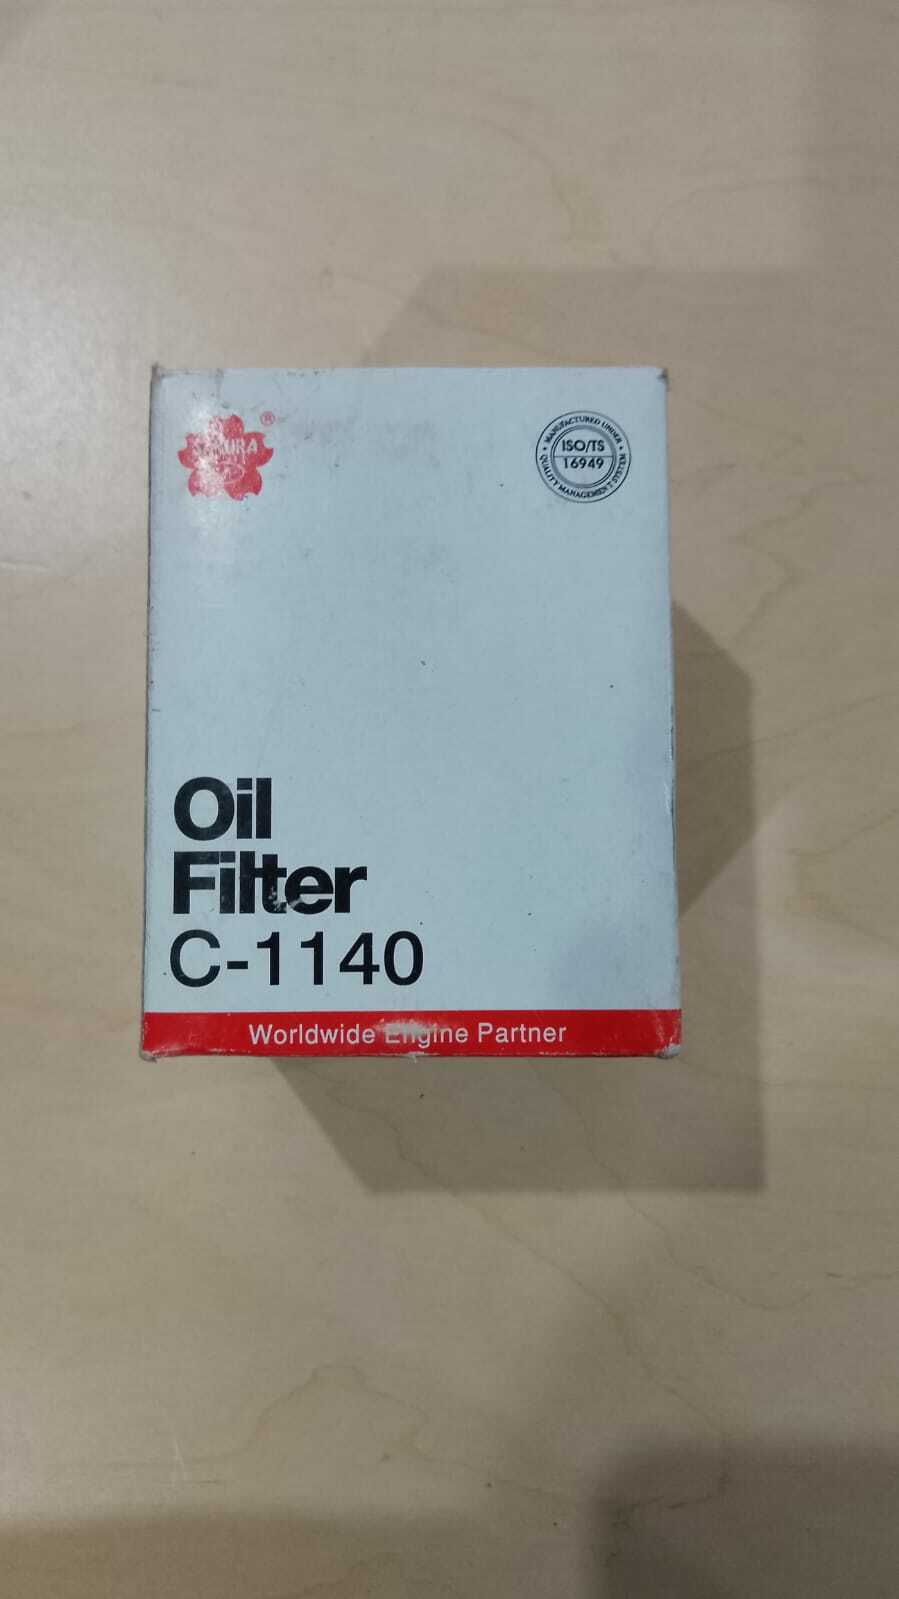 SAKURA
®
MANUFACTURED UNDER
ISO/TS
16949
QUALITY MANAGEMENT SYSTEM
Oil
Filter
C-1140
Worldwide Engine Partner